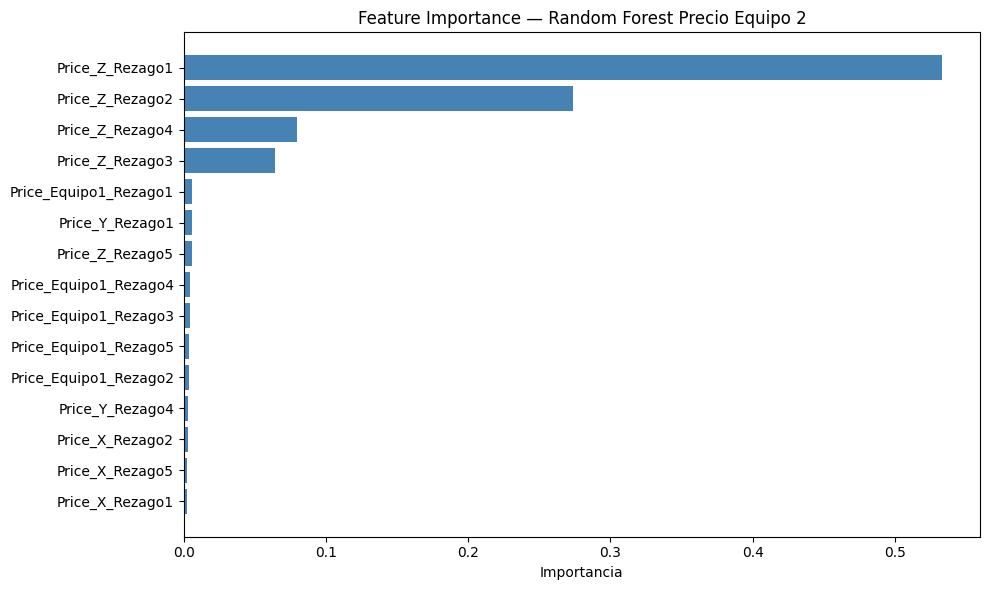 Feature Importance — Random Forest Precio Equipo 2
Price_Z_Rezago1
Price_Z_Rezago2
Price_Z_Rezago4
Price_Z_Rezago3
Price_Equipo1_Rezago1
Price_Y_Rezago1
Price_Z_Rezago5
Price_Equipo1_Rezago4
Price_Equipo1_Rezago3
Price_Equipo1_Rezago5
Price_Equipo1_Rezago2
Price_Y_Rezago4
Price_X_Rezago2
Price_X_Rezago5
Price_X_Rezago1
0.0 0.1 0.2 0.3 0.4 0.5
Importancia